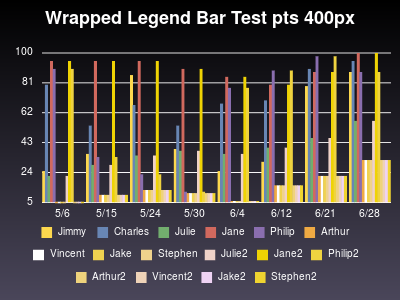 Wrapped Legend Bar Test pts 400px
100
81
62
43
24
5
5/6 5/15 5/24 5/30 6/4 6/12 6/21 6/28
Jimmy Charles Julie Jane Philip Arthur
Vincent Jake Stephen Julie2 Jane2 Philip2
Arthur2 Vincent2 Jake2 Stephen2